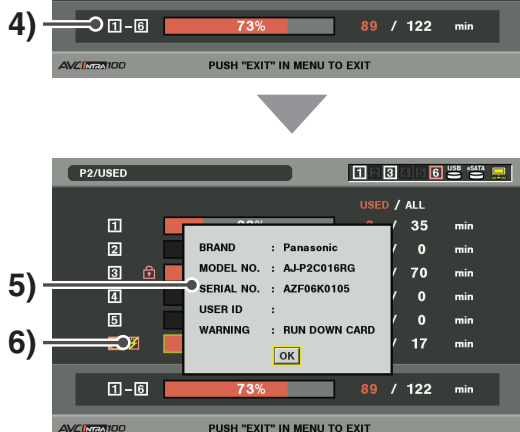 4) 1-6 73% 89 / 122 min
AVC INTRA 100 PUSH "EXIT" IN MENU TO EXIT
P2/USED 1 2 3 4 5 6 USB eSATA
USED / ALL
1 / 35 min
2 / 0 min
3 / 70 min
4 / 0 min
5 / 0 min
/ 17 min
BRAND : Panasonic
MODEL NO. : AJ-P2C016RG
5) SERIAL NO. : AZF06K0105
USER ID :
WARNING : RUN DOWN CARD
6)
OK
1-6 73% 89 / 122 min
AVC INTRA 100 PUSH "EXIT" IN MENU TO EXIT